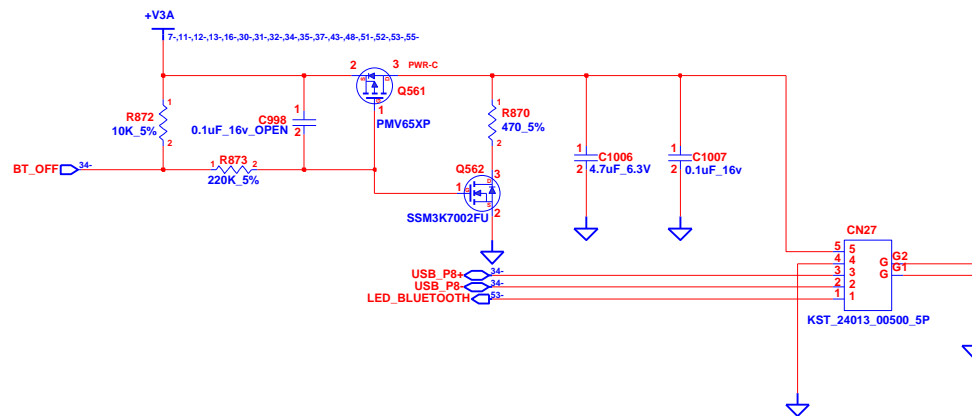 +V3A
7-,11-,12-,13-,16-,30-,31-,32-,34-,35-,37-,43-,48-,51-,52-,53-,55-
2
3
PWR-C
S
D
Q561
G
1
PMV65XP
1
R872
10K_5%
2
1
C998
0.1uF_16v_OPEN
2
1
R870
470_5%
2
1
C1006
4.7uF_6.3V
2
1
C1007
0.1uF_16v
2
BT_OFF
34-
1
R873
2
220K_5%
Q562
3
D
1
G
S
2
SSM3K7002FU
CN27
5
5
4
4
G
G2
USB_P8+
34-
3
3
G
G1
USB_P8-
34-
2
2
LED_BLUETOOTH
53-
1
1
KST_24013_00500_5P